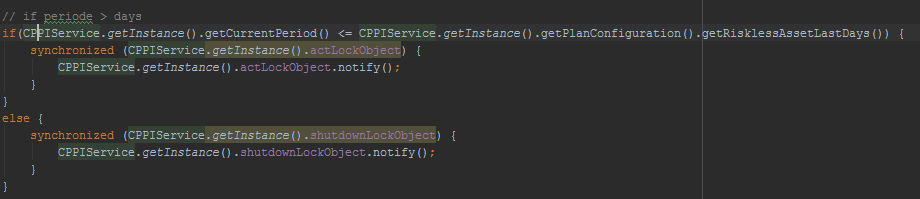 // if periode > days
if(CPPIService.getInstance().getCurrentPeriod() <= CPPIService.getInstance().getPlanConfiguration().getRisklessAssetLastDays()) {
synchronized (CPPIService.getInstance().actLockObject) {
CPPIService.getInstance().actLockObject.notify();
}
}
else {
synchronized (CPPIService.getInstance().shutdownLockObject) {
CPPIService.getInstance().shutdownLockObject.notify();
}
}